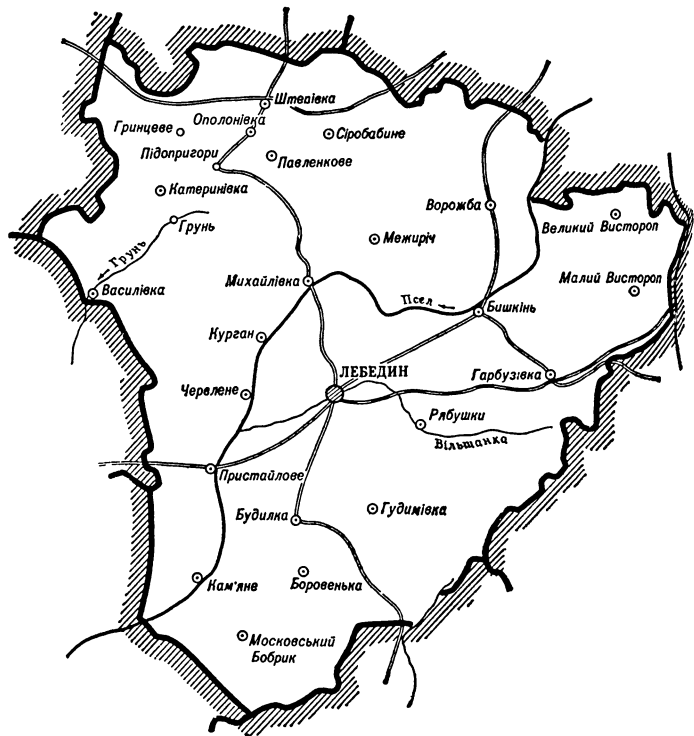 Штепівка
Ополонівка
Гринцеве
Сіробабине
Підопригори
Павленкове
Катеринівка
Ворожба
Великий Вистороп
Грунь
Межиріч
Грунь
Василівка
Михайлівка
Псел
Малий Вистороп
Бишкінь
Курган
ЛЕБЕДИН
Гарбузівка
Червлене
Рябушки
Вільшанка
Пристайлове
Будилка
Гудимівка
Кам'яне
Боровенька
Московський
Бобрик